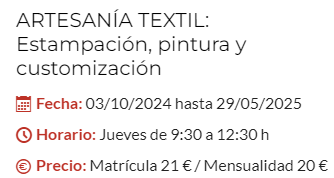 ARTESANÍA TEXTIL:
Estampación, pintura y
customización
Fecha: 03/10/2024 hasta 29/05/2025
Horario: Jueves de 9:30 a 12:30 h
Precio: Matrícula 21 € / Mensualidad 20 €